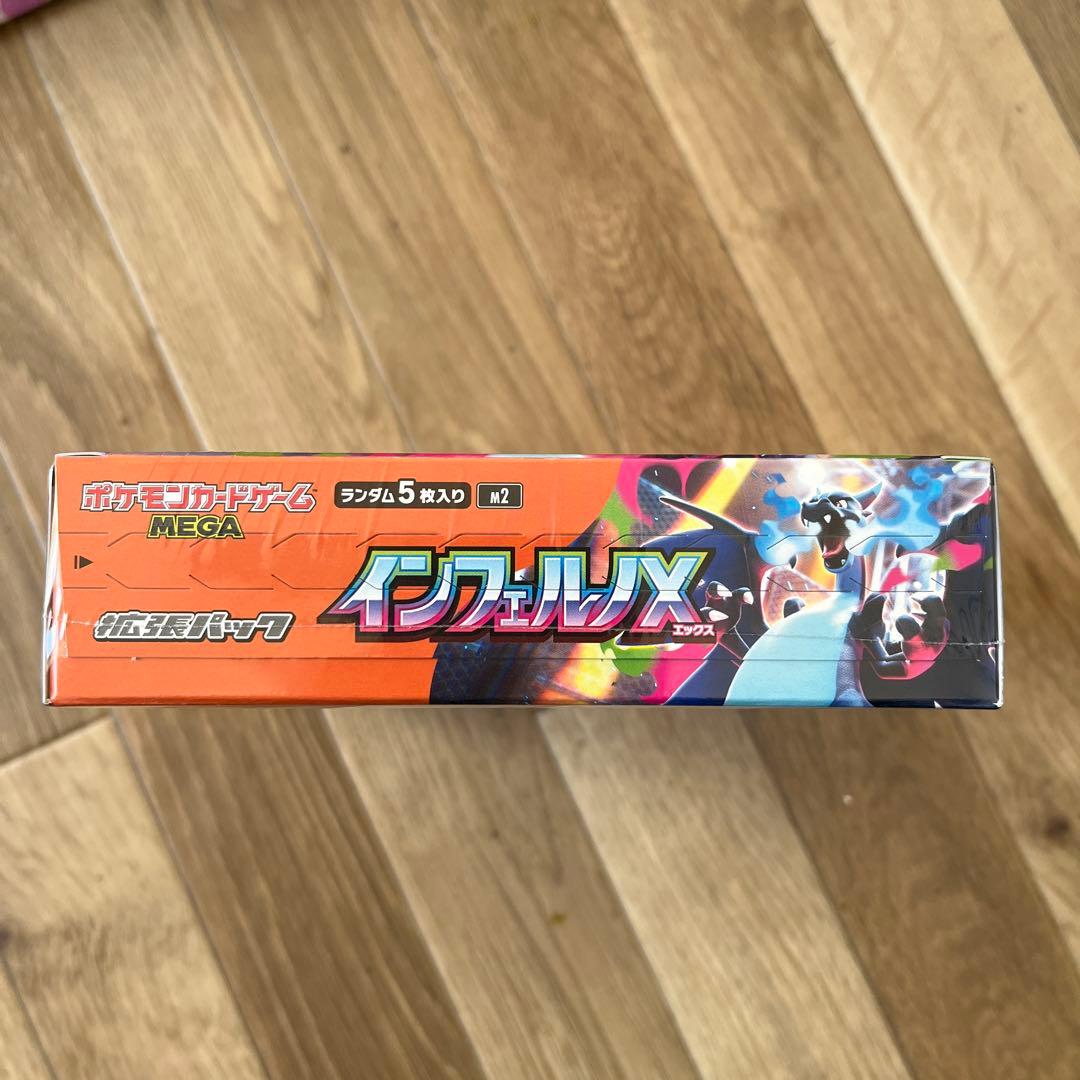 ポケモンカードゲーム
MEGA
ランダム5枚入り
M2
拡張パック
インフェルノX
エックス